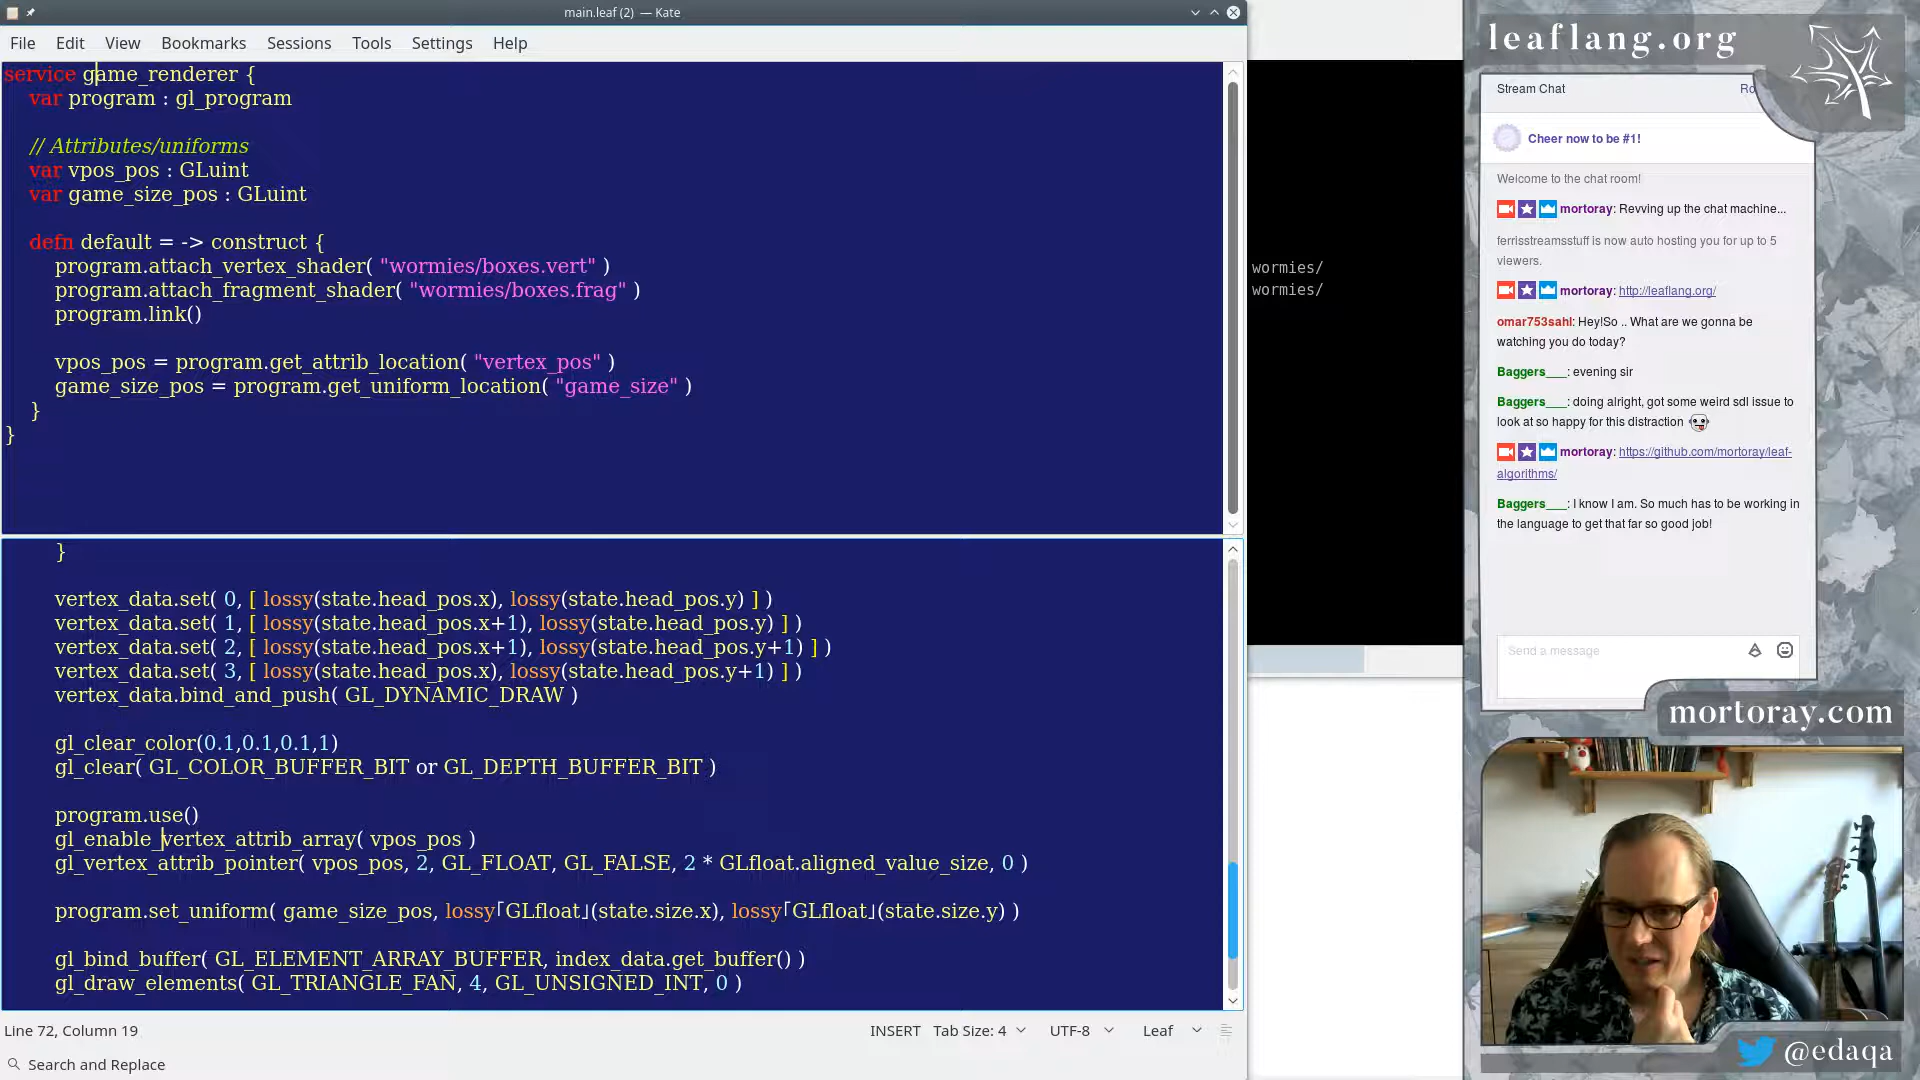 main.leaf (2) — Kate
File Edit View Bookmarks Sessions Tools Settings Help
service game_renderer {
var program : gl_program
// Attributes/uniforms
var vpos_pos : GLuint
var game_size_pos : GLuint
defn default = -> construct {
program.attach_vertex_shader( "wormies/boxes.vert" )
program.attach_fragment_shader( "wormies/boxes.frag" )
program.link()
vpos_pos = program.get_attrib_location( "vertex_pos" )
game_size_pos = program.get_uniform_location( "game_size" )
}
}
}
vertex_data.set( 0, [ lossy(state.head_pos.x), lossy(state.head_pos.y) ] )
vertex_data.set( 1, [ lossy(state.head_pos.x+1), lossy(state.head_pos.y) ] )
vertex_data.set( 2, [ lossy(state.head_pos.x+1), lossy(state.head_pos.y+1) ] )
vertex_data.set( 3, [ lossy(state.head_pos.x), lossy(state.head_pos.y+1) ] )
vertex_data.bind_and_push( GL_DYNAMIC_DRAW )
gl_clear_color(0.1,0.1,0.1,1)
gl_clear( GL_COLOR_BUFFER_BIT or GL_DEPTH_BUFFER_BIT )
program.use()
gl_enable_vertex_attrib_array( vpos_pos )
gl_vertex_attrib_pointer( vpos_pos, 2, GL_FLOAT, GL_FALSE, 2 * GLfloat.aligned_value_size, 0 )
program.set_uniform( game_size_pos, lossy「GLfloat」(state.size.x), lossy「GLfloat」(state.size.y) )
gl_bind_buffer( GL_ELEMENT_ARRAY_BUFFER, index_data.get_buffer() )
gl_draw_elements( GL_TRIANGLE_FAN, 4, GL_UNSIGNED_INT, 0 )
Line 72, Column 19 INSERT Tab Size: 4 UTF-8 Leaf
Search and Replace
wormies/
wormies/
leaflang.org
Stream Chat
Cheer now to be #1!
Welcome to the chat room!
mortoray: Revving up the chat machine...
ferrisstreamsstuff is now auto hosting you for up to 5
viewers.
mortoray: http://leaflang.org/
omar753sahl: Hey!So .. What are we gonna be
watching you do today?
Baggers___: evening sir
Baggers___: doing alright, got some weird sdl issue to
look at so happy for this distraction
mortoray: https://github.com/mortoray/leaf-
algorithms/
Baggers___: I know I am. So much has to be working in
the language to get that far so good job!
Send a message
mortoray.com
@edaqa